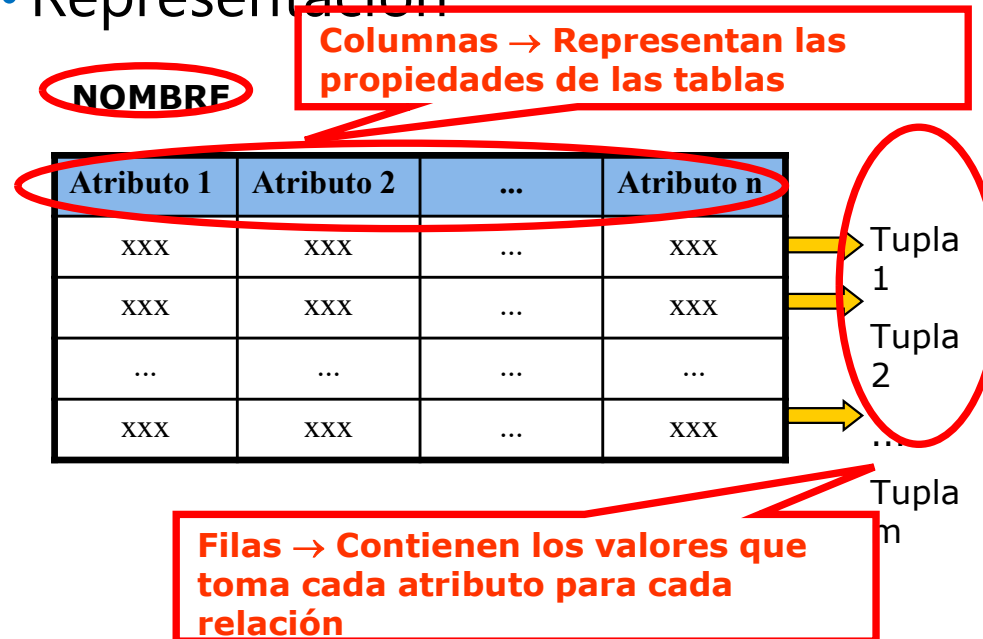 • Representación
Columnas → Representan las
propiedades de las tablas
NOMBRE
Atributo 1 Atributo 2 ... Atributo n
xxx xxx ... xxx
xxx xxx ... xxx
... ... ... ...
xxx xxx ... xxx
Tupla
1
Tupla
2
...
Tupla
m
Filas → Contienen los valores que
toma cada atributo para cada
relación